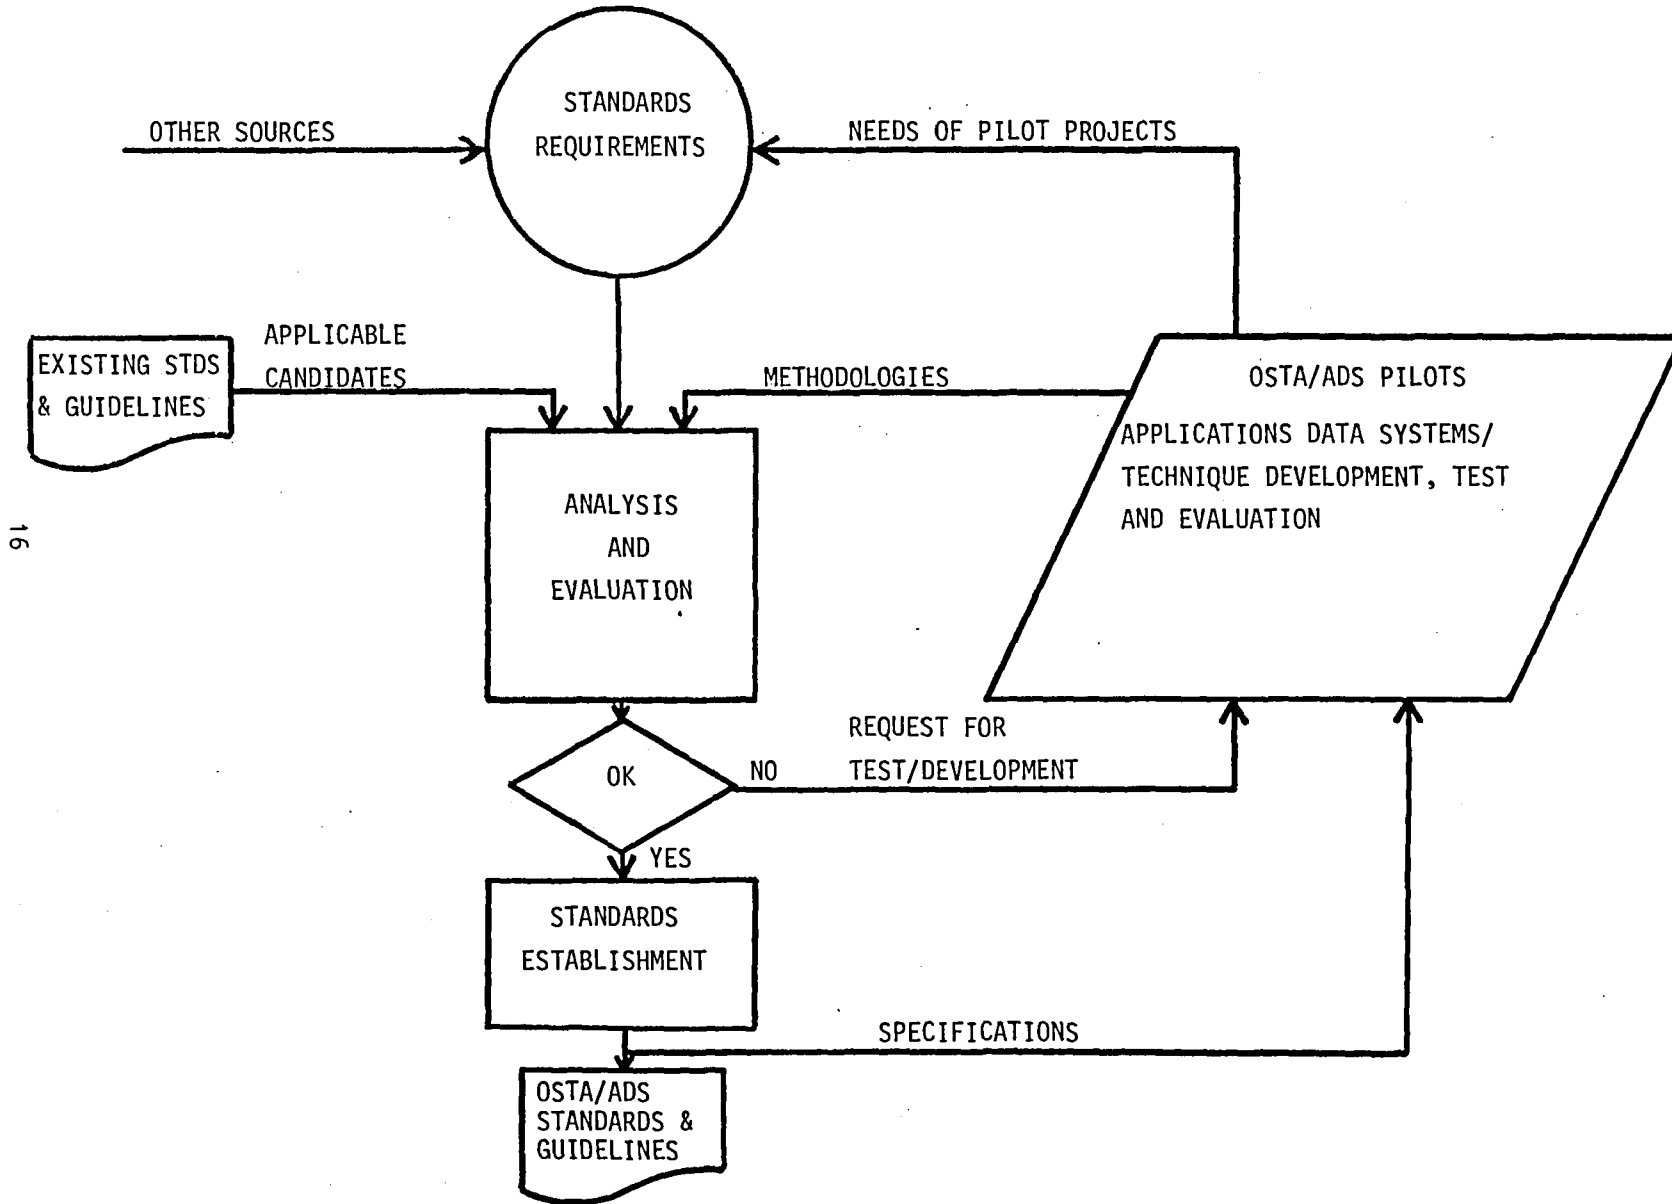 STANDARDS
REQUIREMENTS
OTHER SOURCES
NEEDS OF PILOT PROJECTS
EXISTING STDS
& GUIDELINES
APPLICABLE
CANDIDATES
METHODOLOGIES
OSTA/ADS PILOTS
APPLICATIONS DATA SYSTEMS/
TECHNIQUE DEVELOPMENT, TEST
AND EVALUATION
ANALYSIS
AND
EVALUATION
16
OK
NO
REQUEST FOR
TEST/DEVELOPMENT
YES
STANDARDS
ESTABLISHMENT
SPECIFICATIONS
OSTA/ADS
STANDARDS &
GUIDELINES